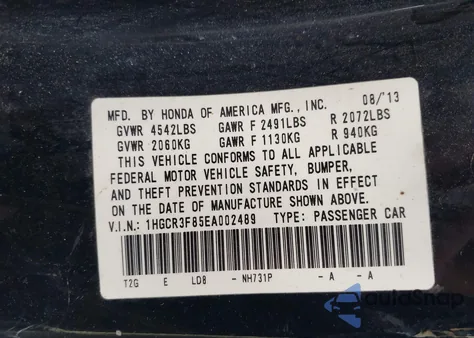 MFD. BY HONDA OF AMERICA MFG., INC. 08/'13
GVWR 4542LBS GAWR F 2491LBS R 2072LBS
GVWR 2060KG GAWR F 1130KG R 940KG
THIS VEHICLE CONFORMS TO ALL APPLICABLE
FEDERAL MOTOR VEHICLE SAFETY, BUMPER,
AND THEFT PREVENTION STANDARDS IN EFFECT
ON THE DATE OF MANUFACTURE SHOWN ABOVE.
V.I.N.: 1HGCR3F85EA002489 TYPE: PASSENGER CAR
T2G E LD8 -NH731P -A -A
AutoSnap